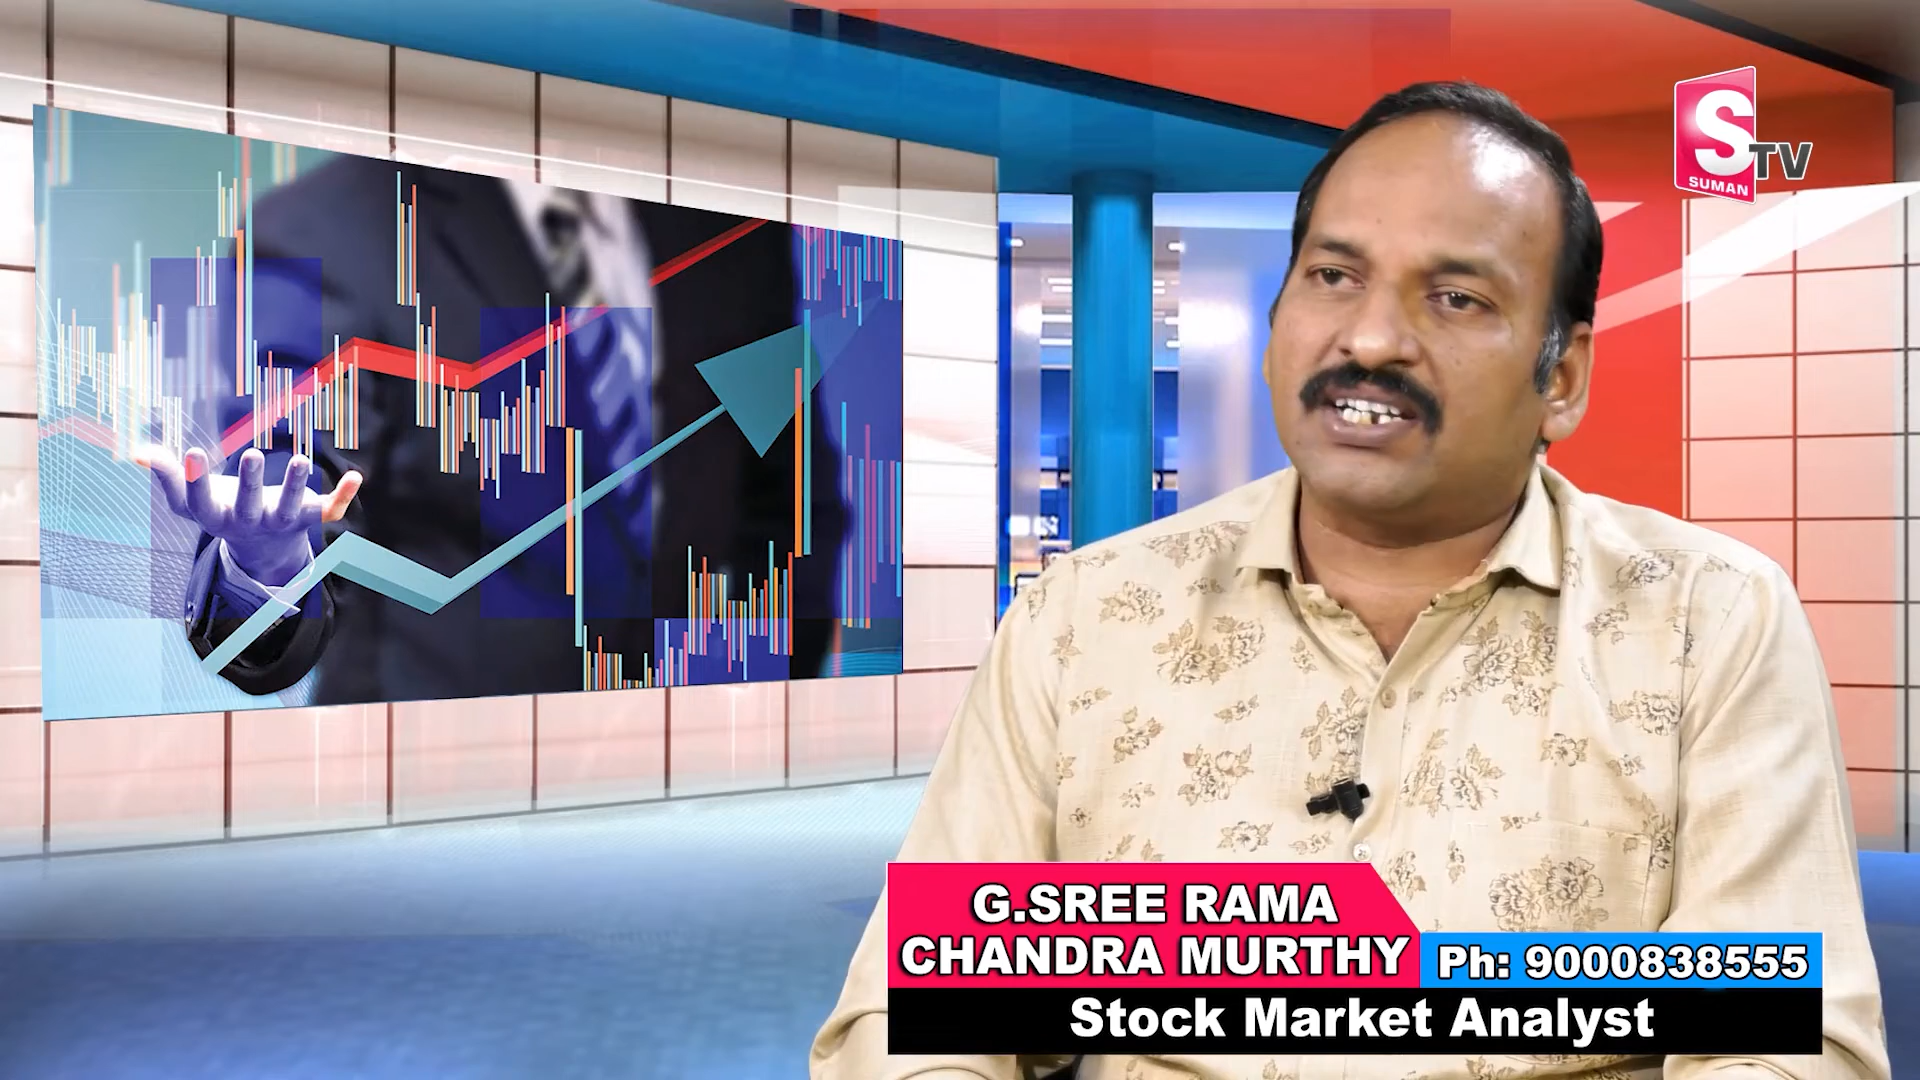 S
TV
SUMAN
G.SREE RAMA
CHANDRA MURTHY
Ph: 9000838555
Stock Market Analyst